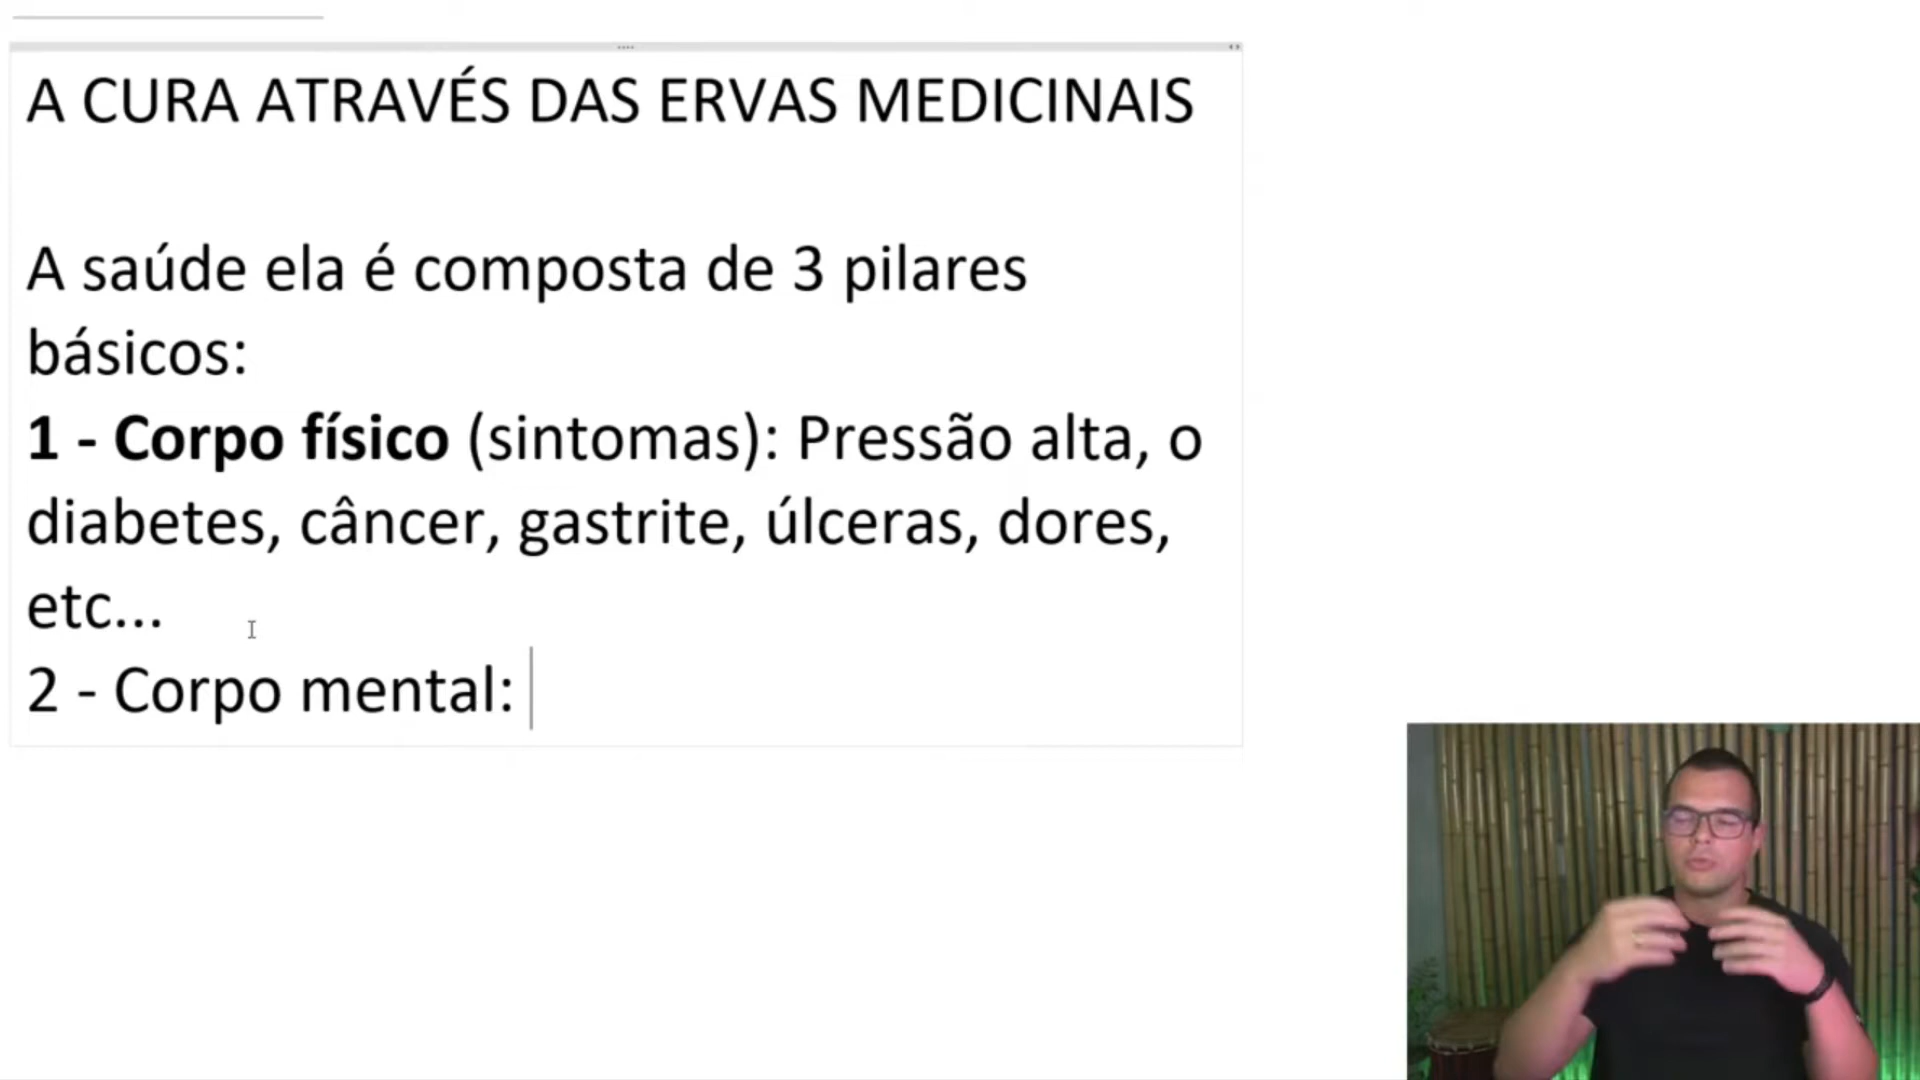 A CURA ATRAVÉS DAS ERVAS MEDICINAIS
A saúde ela é composta de 3 pilares
básicos:
1 - Corpo físico (sintomas): Pressão alta, o
diabetes, câncer, gastrite, úlceras, dores,
etc...
2 - Corpo mental: